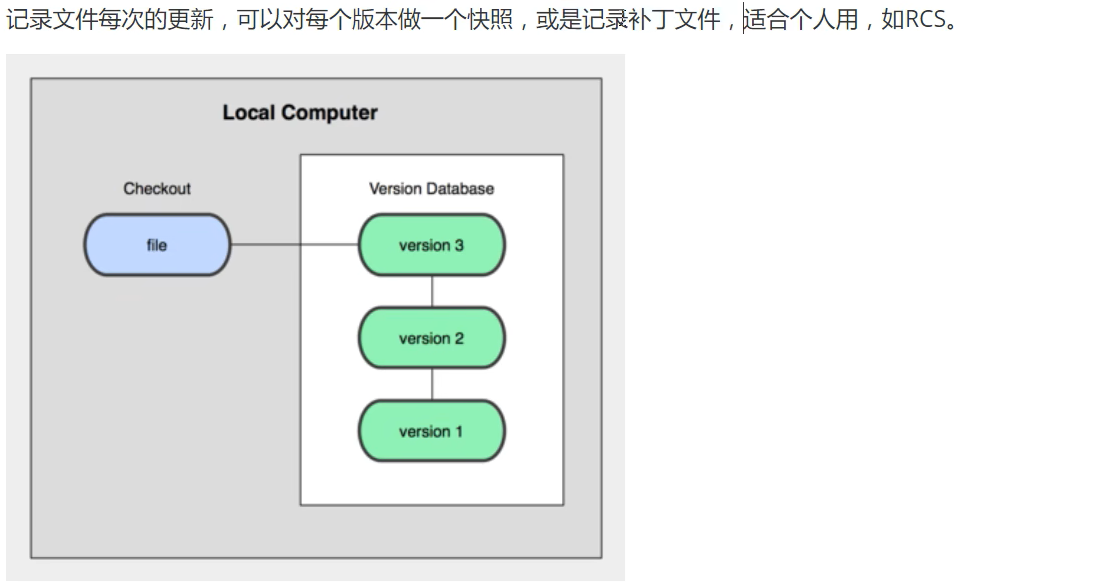 记录文件每次的更新，可以对每个版本做一个快照，或是记录补丁文件，适合个人用，如RCS。
Local Computer
Checkout
Version Database
file
version 3
version 2
version 1